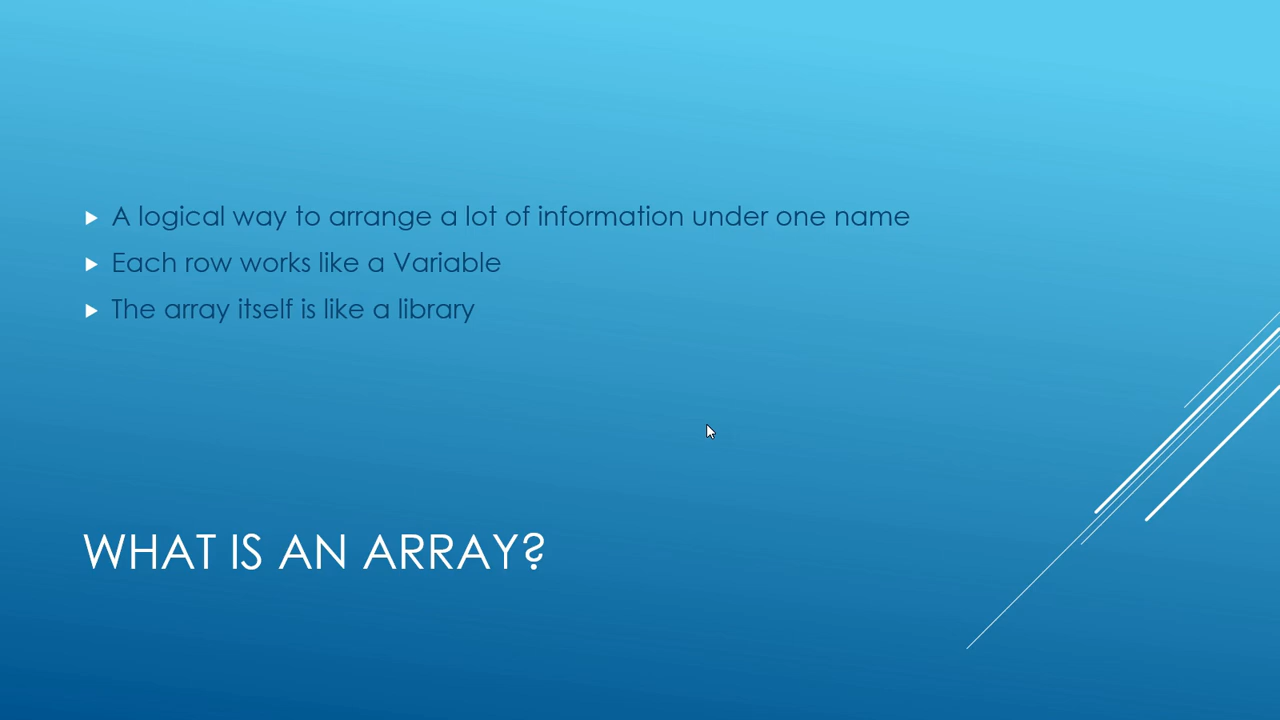 A logical way to arrange a lot of information under one name
Each row works like a Variable
The array itself is like a library
WHAT IS AN ARRAY?